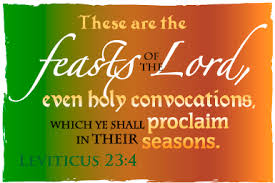 These are the
feasts OF THE Lord,
even holy convocations,
WHICH YE SHALL proclaim
IN THEIR seasons.
LEVITICUS 23:4